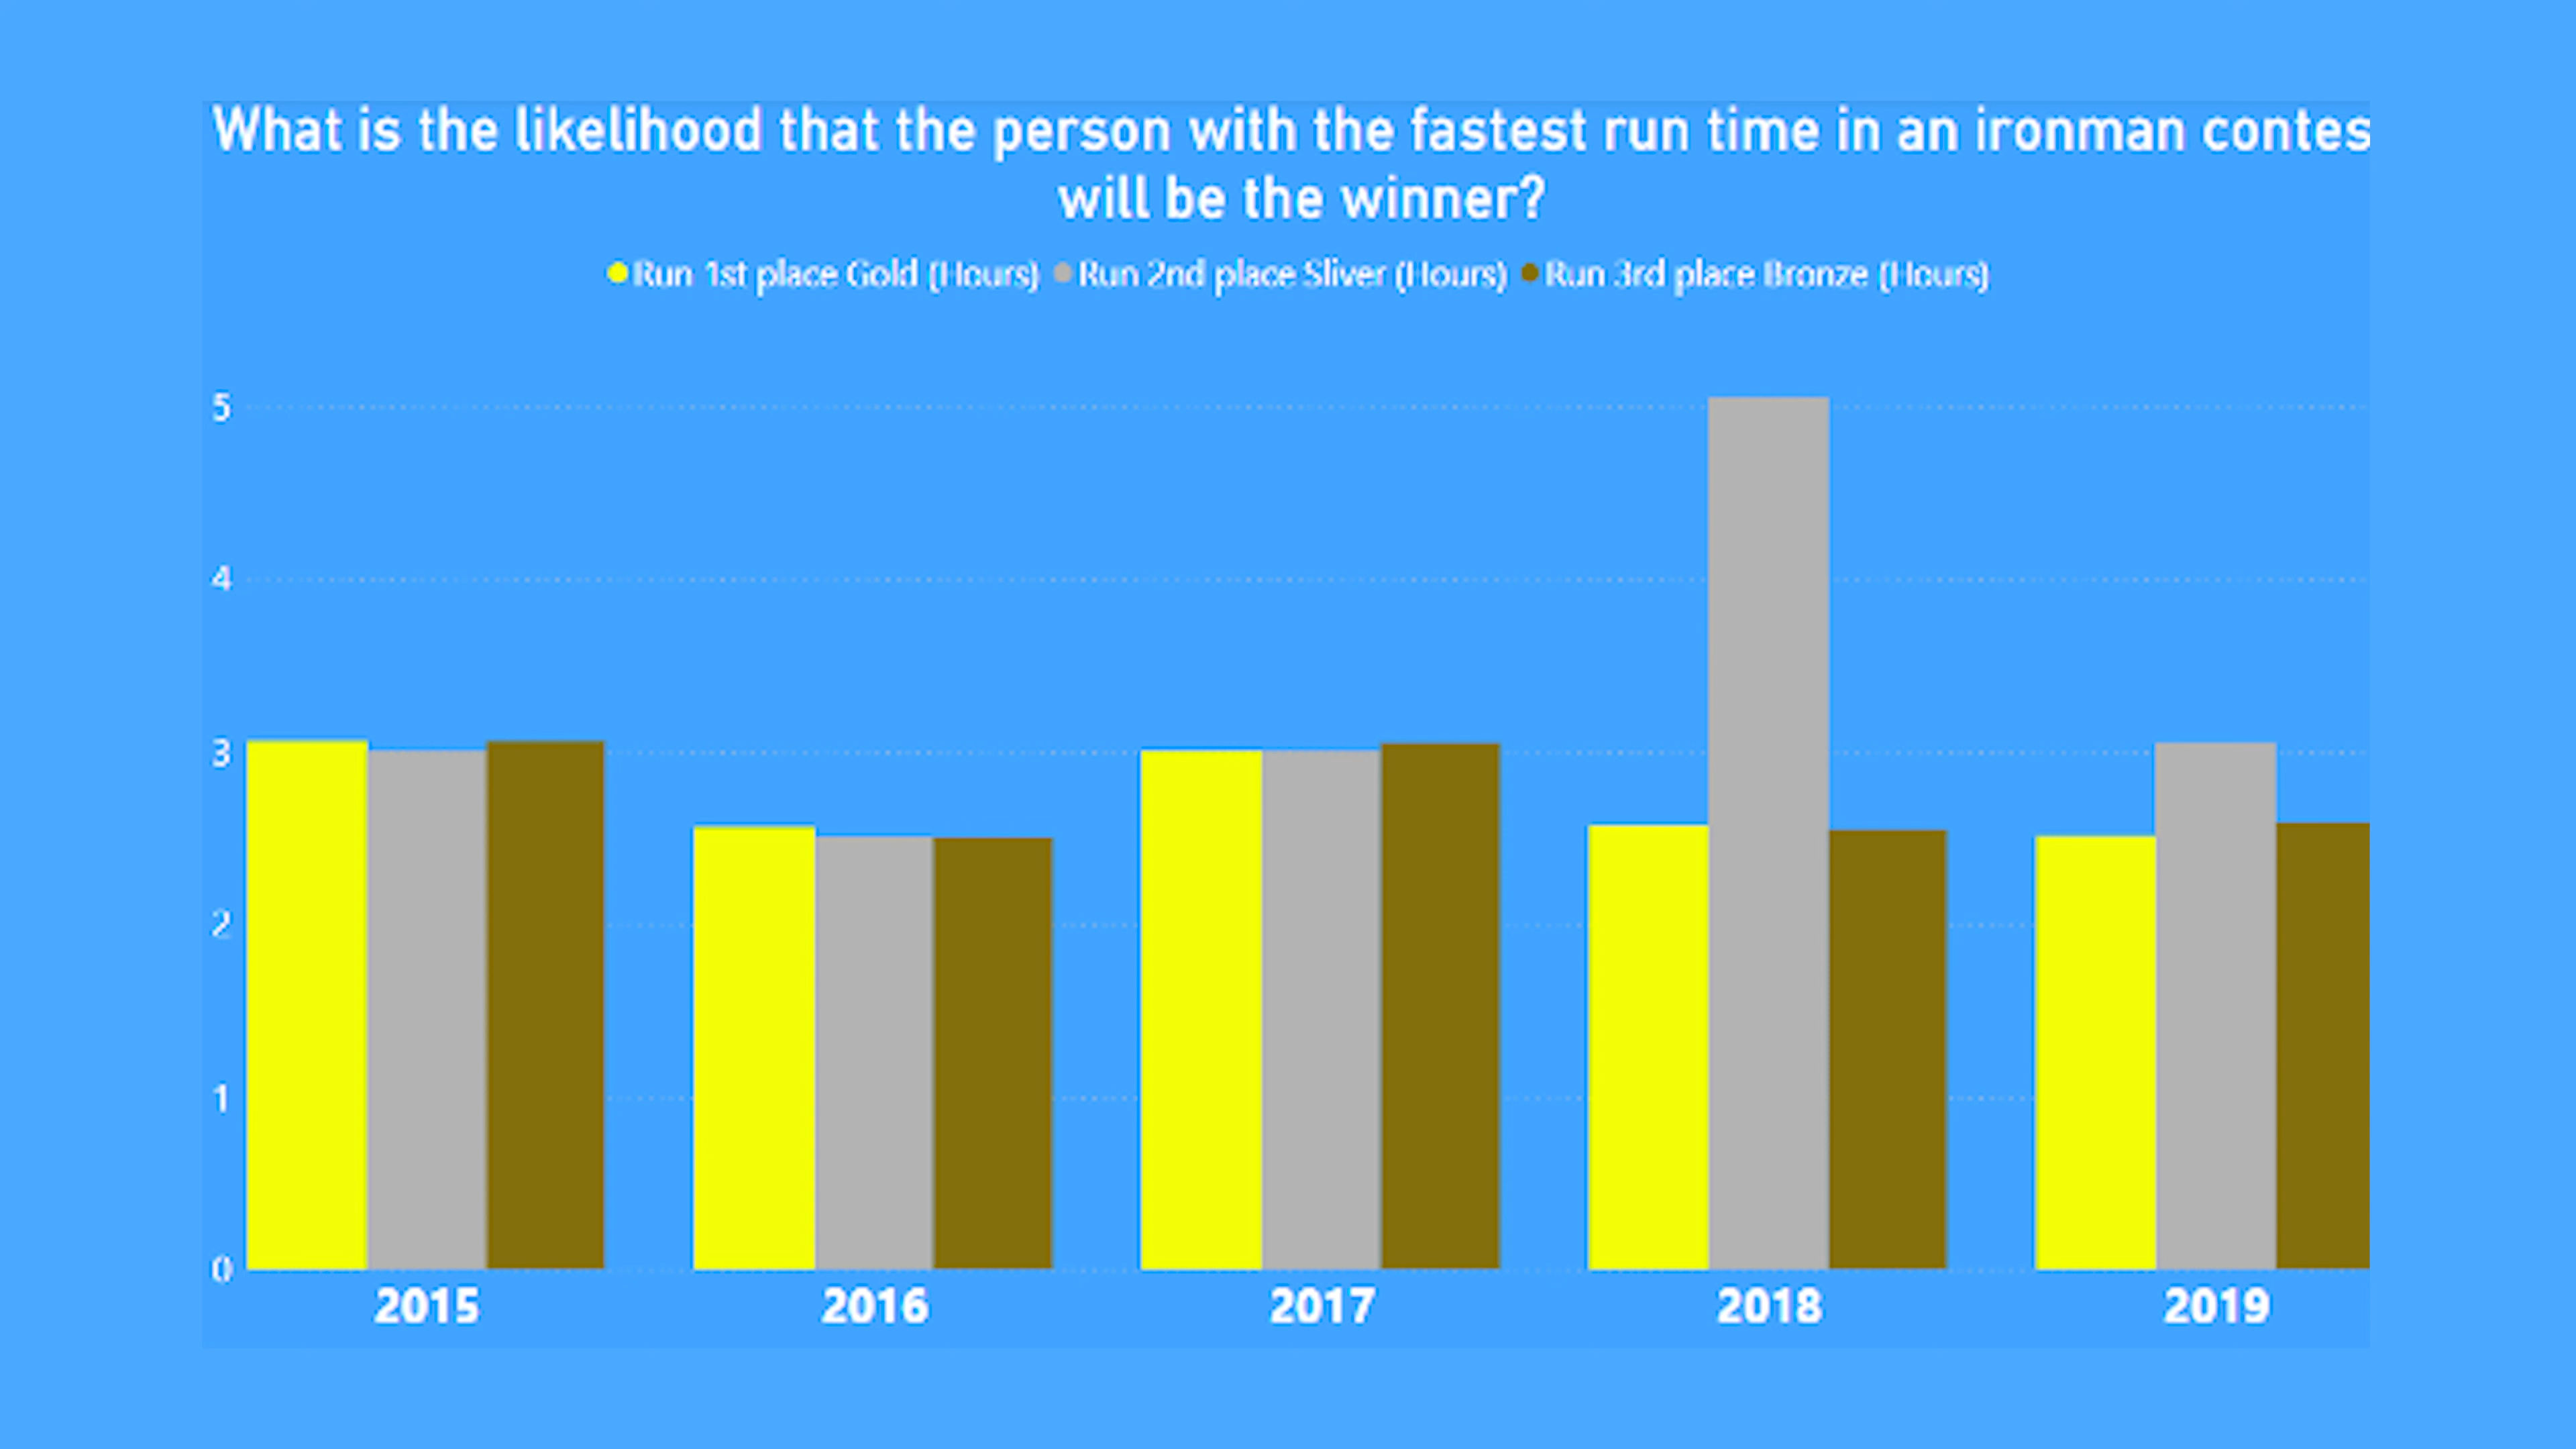 What is the likelihood that the person with the fastest run time in an ironman contes
will be the winner?
Run 1st place Gold (Hours) Run 2nd place Sliver (Hours) Run 3rd place Bronze (Hours)
5
4
3
2
1
0
2015 2016 2017 2018 2019